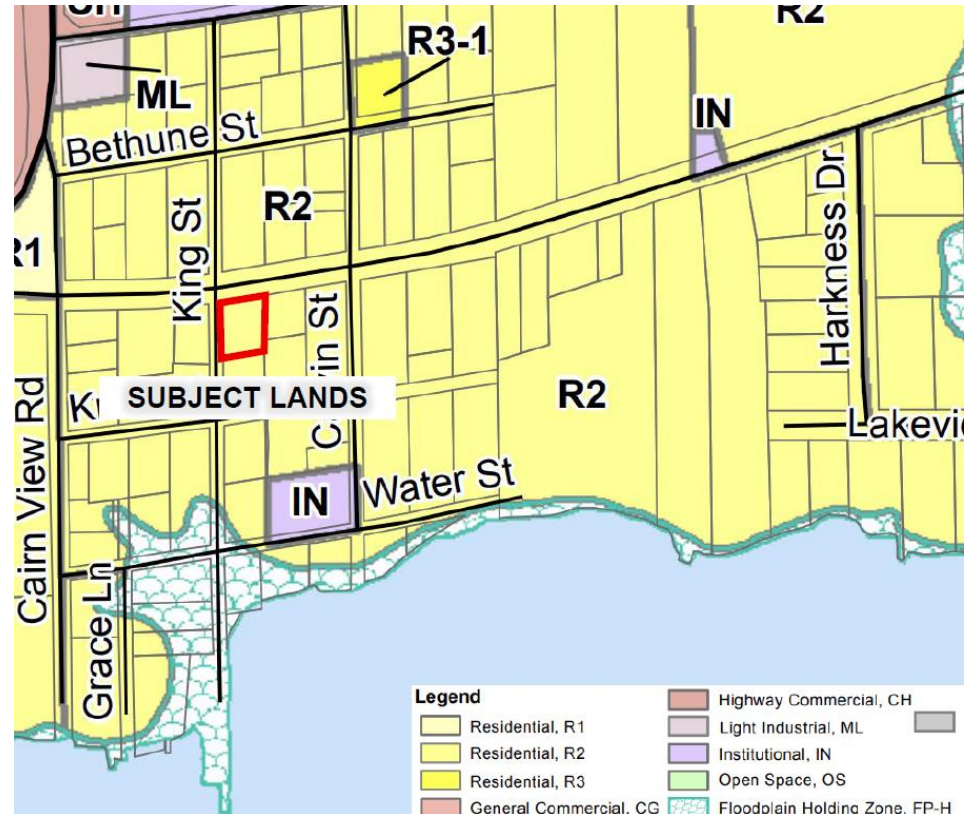 R2
R3-1
ML
IN
Bethune St
Harkness Dr
R2
King St
SUBJECT LANDS
R2
Lakevie
Cairn View Rd
IN
Water St
Grace Ln
Legend
Residential, R1
Residential, R2
Residential, R3
General Commercial, CG
Highway Commercial, CH
Light Industrial, ML
Institutional, IN
Open Space, OS
Floodplain Holding Zone, FP-H